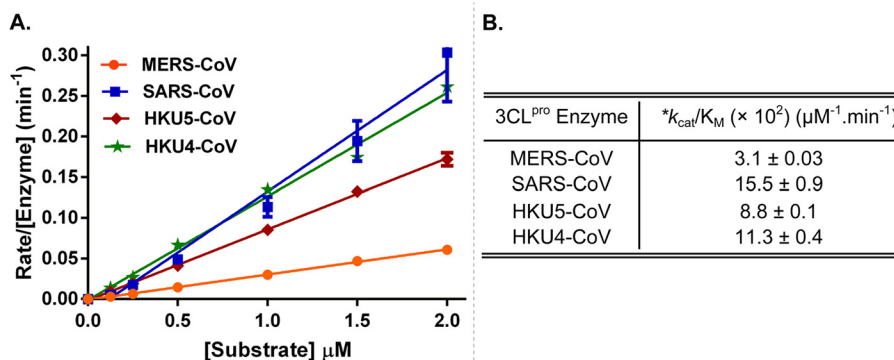 A.
Rate/[Enzyme] (min⁻¹)
0.30
0.25
0.20
0.15
0.10
0.05
0.00
MERS-CoV
SARS-CoV
HKU5-CoV
HKU4-CoV
0.0 0.5 1.0 1.5 2.0
[Substrate] µM
B.
3CLᵖʳᵒ Enzyme *kcat/KM (× 10²) (µM⁻¹.min⁻¹)
MERS-CoV 3.1 ± 0.03
SARS-CoV 15.5 ± 0.9
HKU5-CoV 8.8 ± 0.1
HKU4-CoV 11.3 ± 0.4